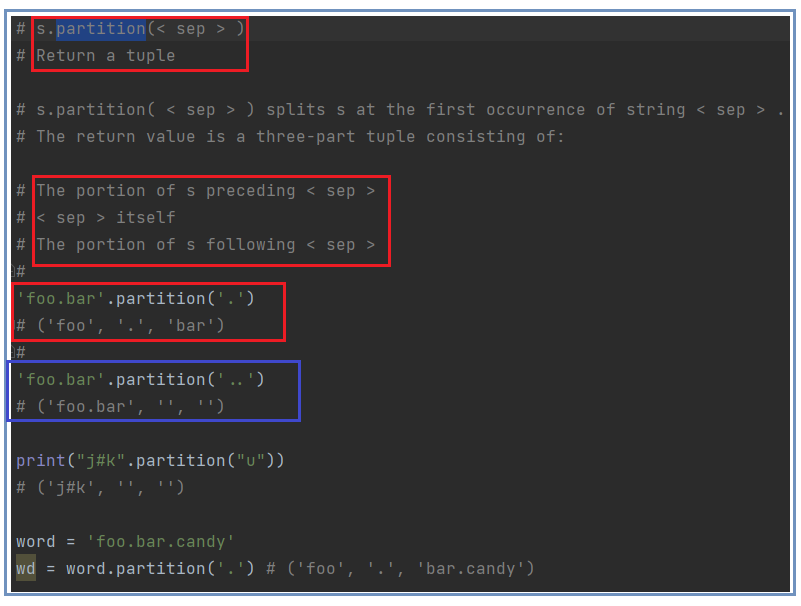 # s.partition(< sep > )
# Return a tuple
# s.partition( < sep > ) splits s at the first occurrence of string < sep > .
# The return value is a three-part tuple consisting of:
# The portion of s preceding < sep >
# < sep > itself
# The portion of s following < sep >
#
'foo.bar'.partition('.')
# ('foo', '.', 'bar')
#
'foo.bar'.partition('..')
# ('foo.bar', '', '')
print("j#k".partition("u"))
# ('j#k', '', '')
word = 'foo.bar.candy'
wd = word.partition('.') # ('foo', '.', 'bar.candy')